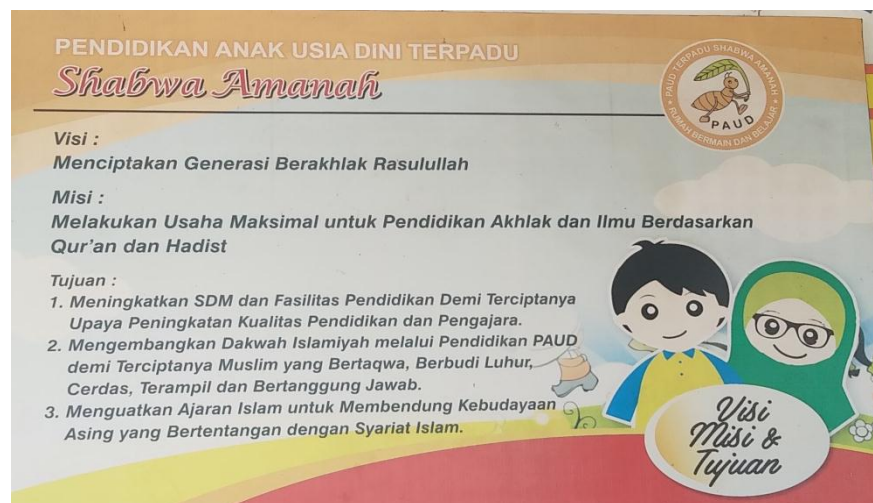 PENDIDIKAN ANAK USIA DINI TERPADU
Shabwa Amanah
PAUD TERPADU SHABWA AMANAH
PAUD
RUMAH BERMAIN DAN BELAJAR
Visi :
Menciptakan Generasi Berakhlak Rasulullah
Misi :
Melakukan Usaha Maksimal untuk Pendidikan Akhlak dan Ilmu Berdasarkan
Qur'an dan Hadist
Tujuan :
1. Meningkatkan SDM dan Fasilitas Pendidikan Demi Terciptanya
Upaya Peningkatan Kualitas Pendidikan dan Pengajara.
2. Mengembangkan Dakwah Islamiyah melalui Pendidikan PAUD
demi Terciptanya Muslim yang Bertaqwa, Berbudi Luhur,
Cerdas, Terampil dan Bertanggung Jawab.
3. Menguatkan Ajaran Islam untuk Membendung Kebudayaan
Asing yang Bertentangan dengan Syariat Islam.
Visi
Misi &
Tujuan